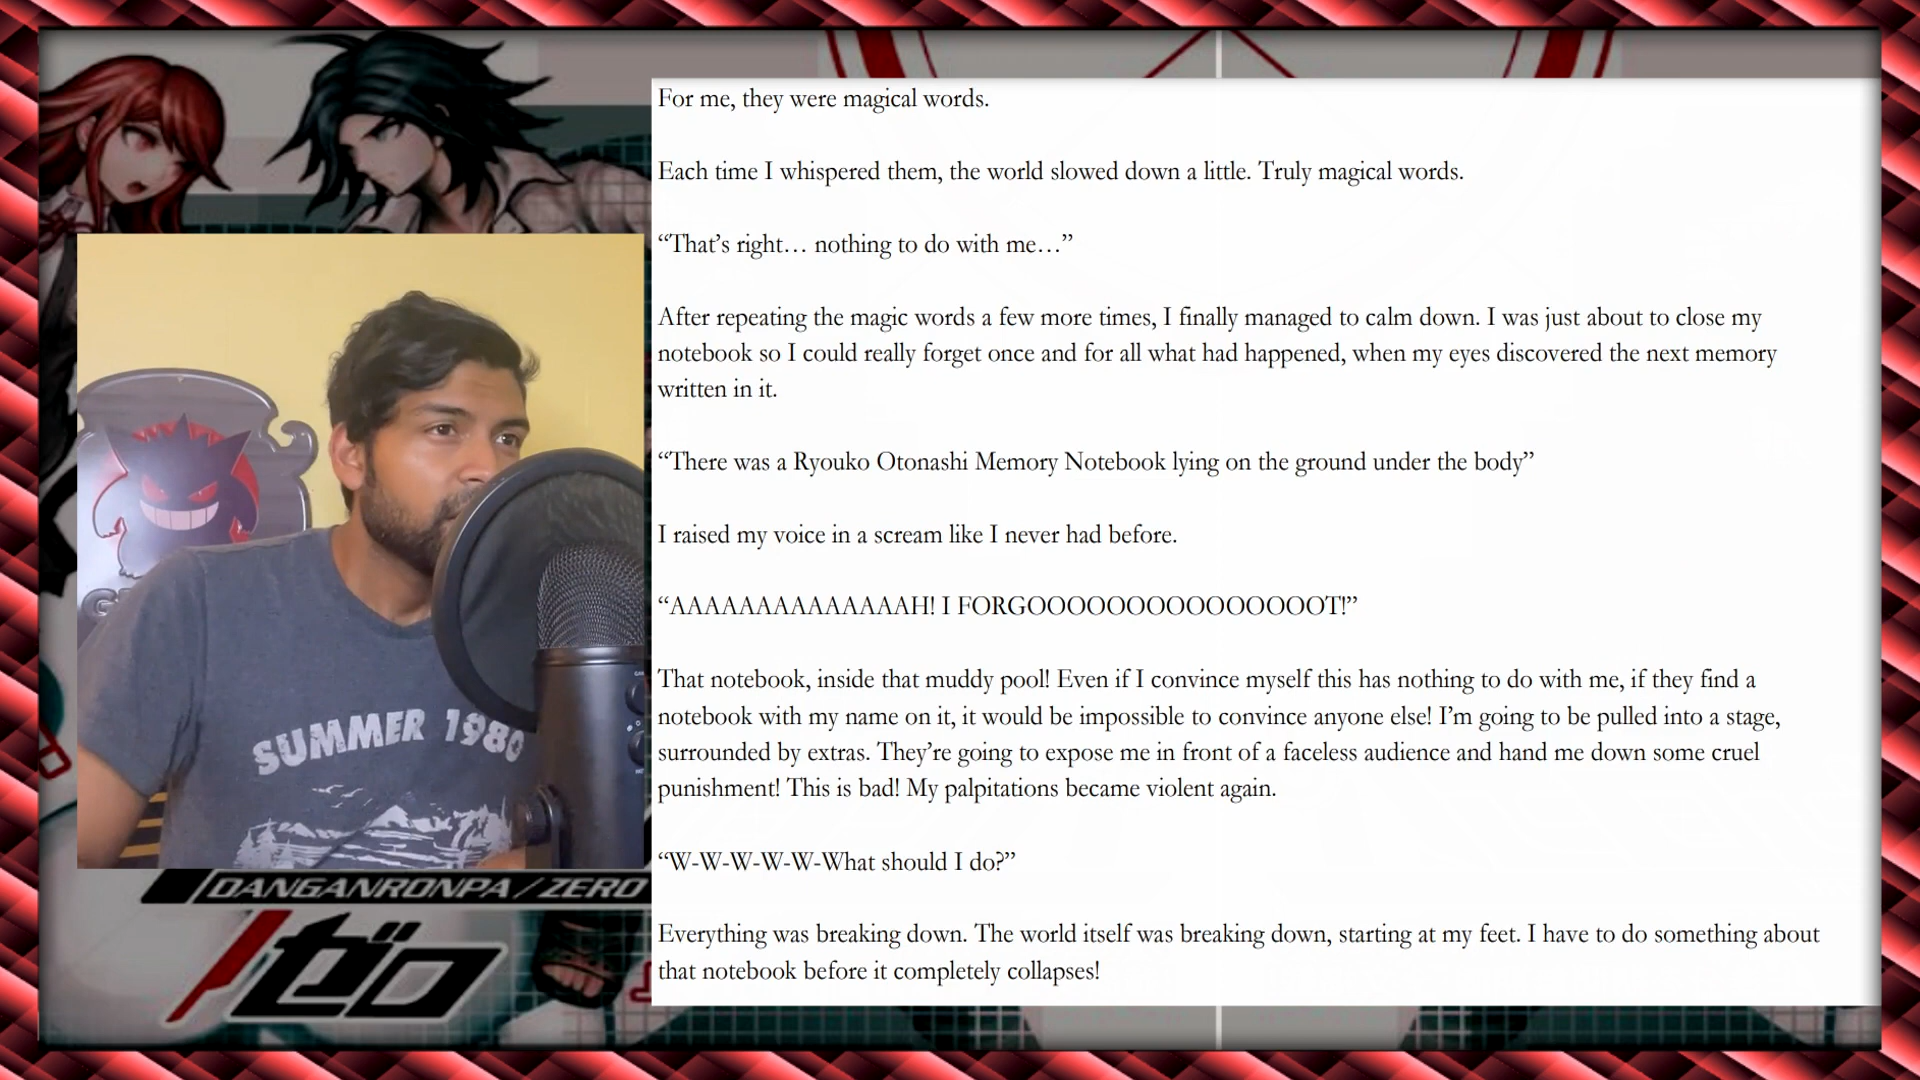 For me, they were magical words.
Each time I whispered them, the world slowed down a little. Truly magical words.
“That’s right… nothing to do with me…”
After repeating the magic words a few more times, I finally managed to calm down. I was just about to close my
notebook so I could really forget once and for all what had happened, when my eyes discovered the next memory
written in it.
“There was a Ryouko Otonashi Memory Notebook lying on the ground under the body”
I raised my voice in a scream like I never had before.
“AAAAAAAAAAAAAAH! I FORGOOOOOOOOOOOOOOOT!”
That notebook, inside that muddy pool! Even if I convince myself this has nothing to do with me, if they find a
notebook with my name on it, it would be impossible to convince anyone else! I’m going to be pulled into a stage,
surrounded by extras. They’re going to expose me in front of a faceless audience and hand me down some cruel
punishment! This is bad! My palpitations became violent again.
“W-W-W-W-W-What should I do?”
Everything was breaking down. The world itself was breaking down, starting at my feet. I have to do something about
that notebook before it completely collapses!
SUMMER 1980
DANGANRONPA/ZERO
ゼロ